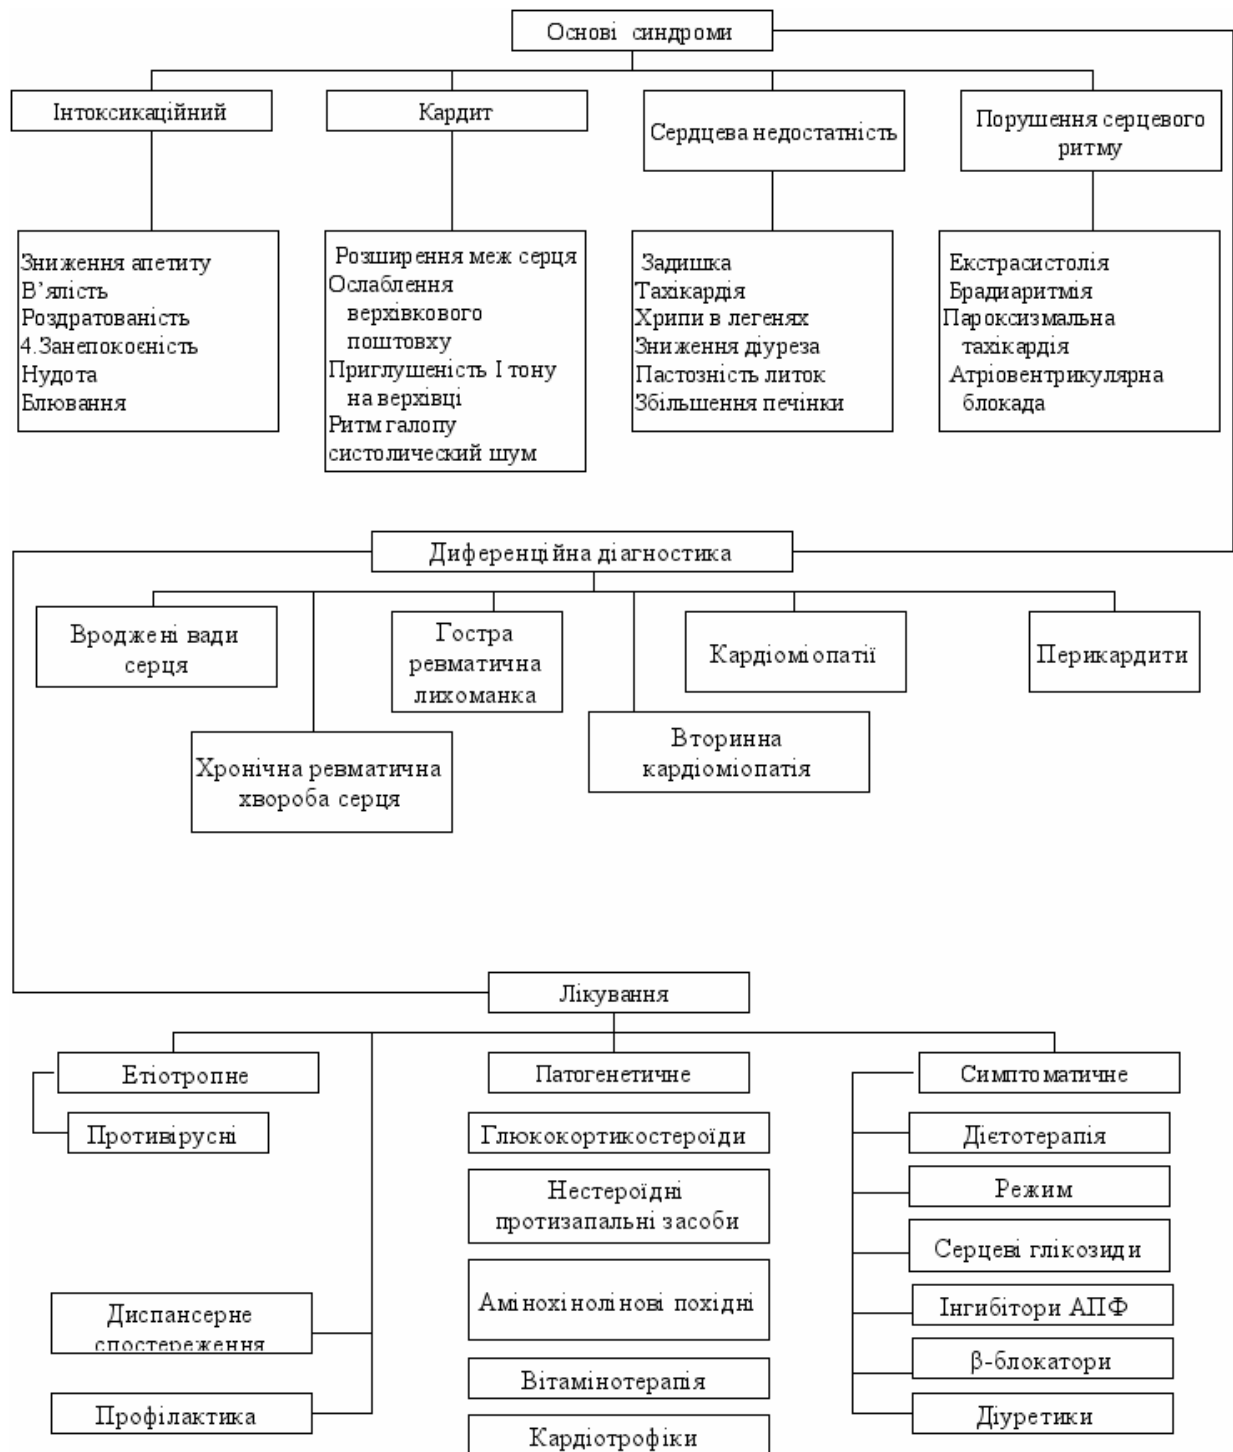 Основі синдроми
Інтоксикаційний
Кардит
Сердцева недостатність
Порушення серцевого
ритму
Зниження апетиту
В’ялість
Роздратованість
4.Занепокоєність
Нудота
Блювання
Розширення меж серця
Ослаблення
верхівкового
поштовху
Приглушеність І тону
на верхівці
Ритм галопу
систолический шум
Задишка
Тахікардія
Хрипи в легенях
Зниження діуреза
Пастозність литок
Збільшення печінки
Екстрасистолія
Брадиаритмія
Пароксизмальна
тахікардія
Атріовентрикулярна
блокада
Диференційна діагностика
Вроджені вади
серця
Гостра
ревматична
лихоманка
Кардіоміопатії
Перикардити
Хронічна ревматична
хвороба серця
Вторинна
кардіоміопатія
Лікування
Етіотропне
Противірусні
Диспансерне
спостереження
Профілактика
Патогенетичне
Глюкокортикостероїди
Нестероїдні
протизапальні засоби
Амінохінолінові похідні
Вітамінотерапія
Кардіотрофіки
Симптоматичне
Дієтотерапія
Режим
Серцеві глікозиди
Інгибітори АПФ
β-блокатори
Діуретики